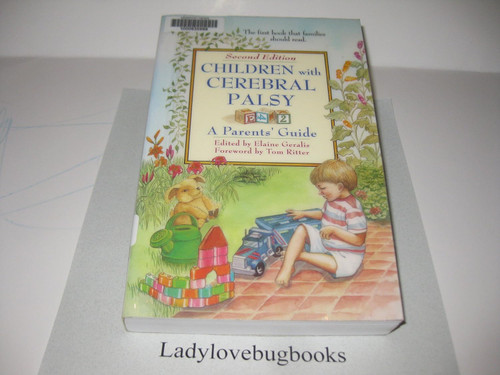 The first book that families
should read.
Second Edition
CHILDREN with
CEREBRAL
PALSY
A Parents' Guide
Edited by Elaine Geralis
Foreword by Tom Ritter
Ladylovebugbooks